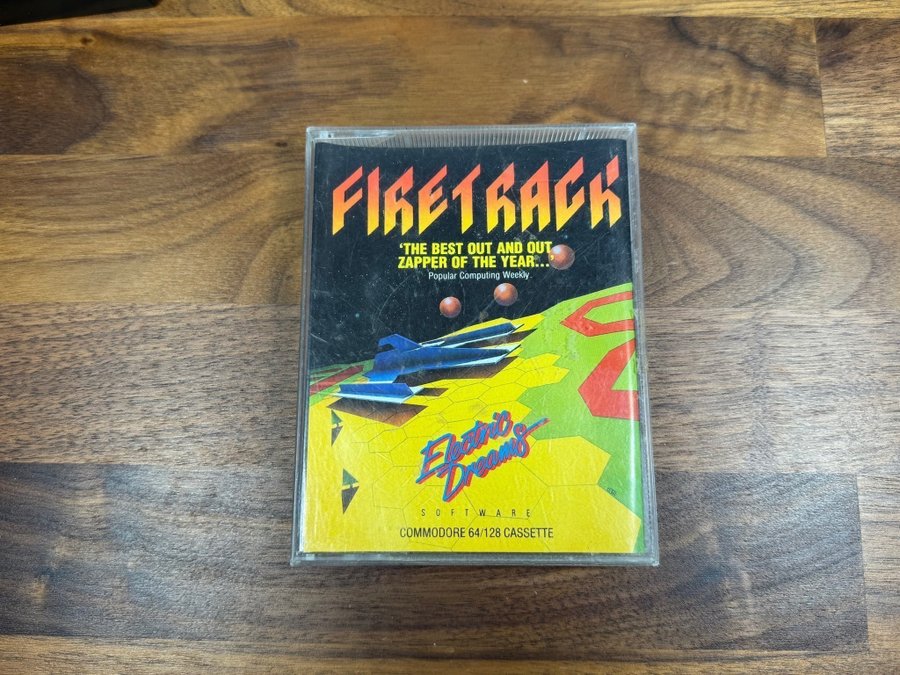 FIRETRACK
‘THE BEST OUT AND OUT
ZAPPER OF THE YEAR...’
Popular Computing Weekly
Electric
Dreams
SOFTWARE
COMMODORE 64/128 CASSETTE